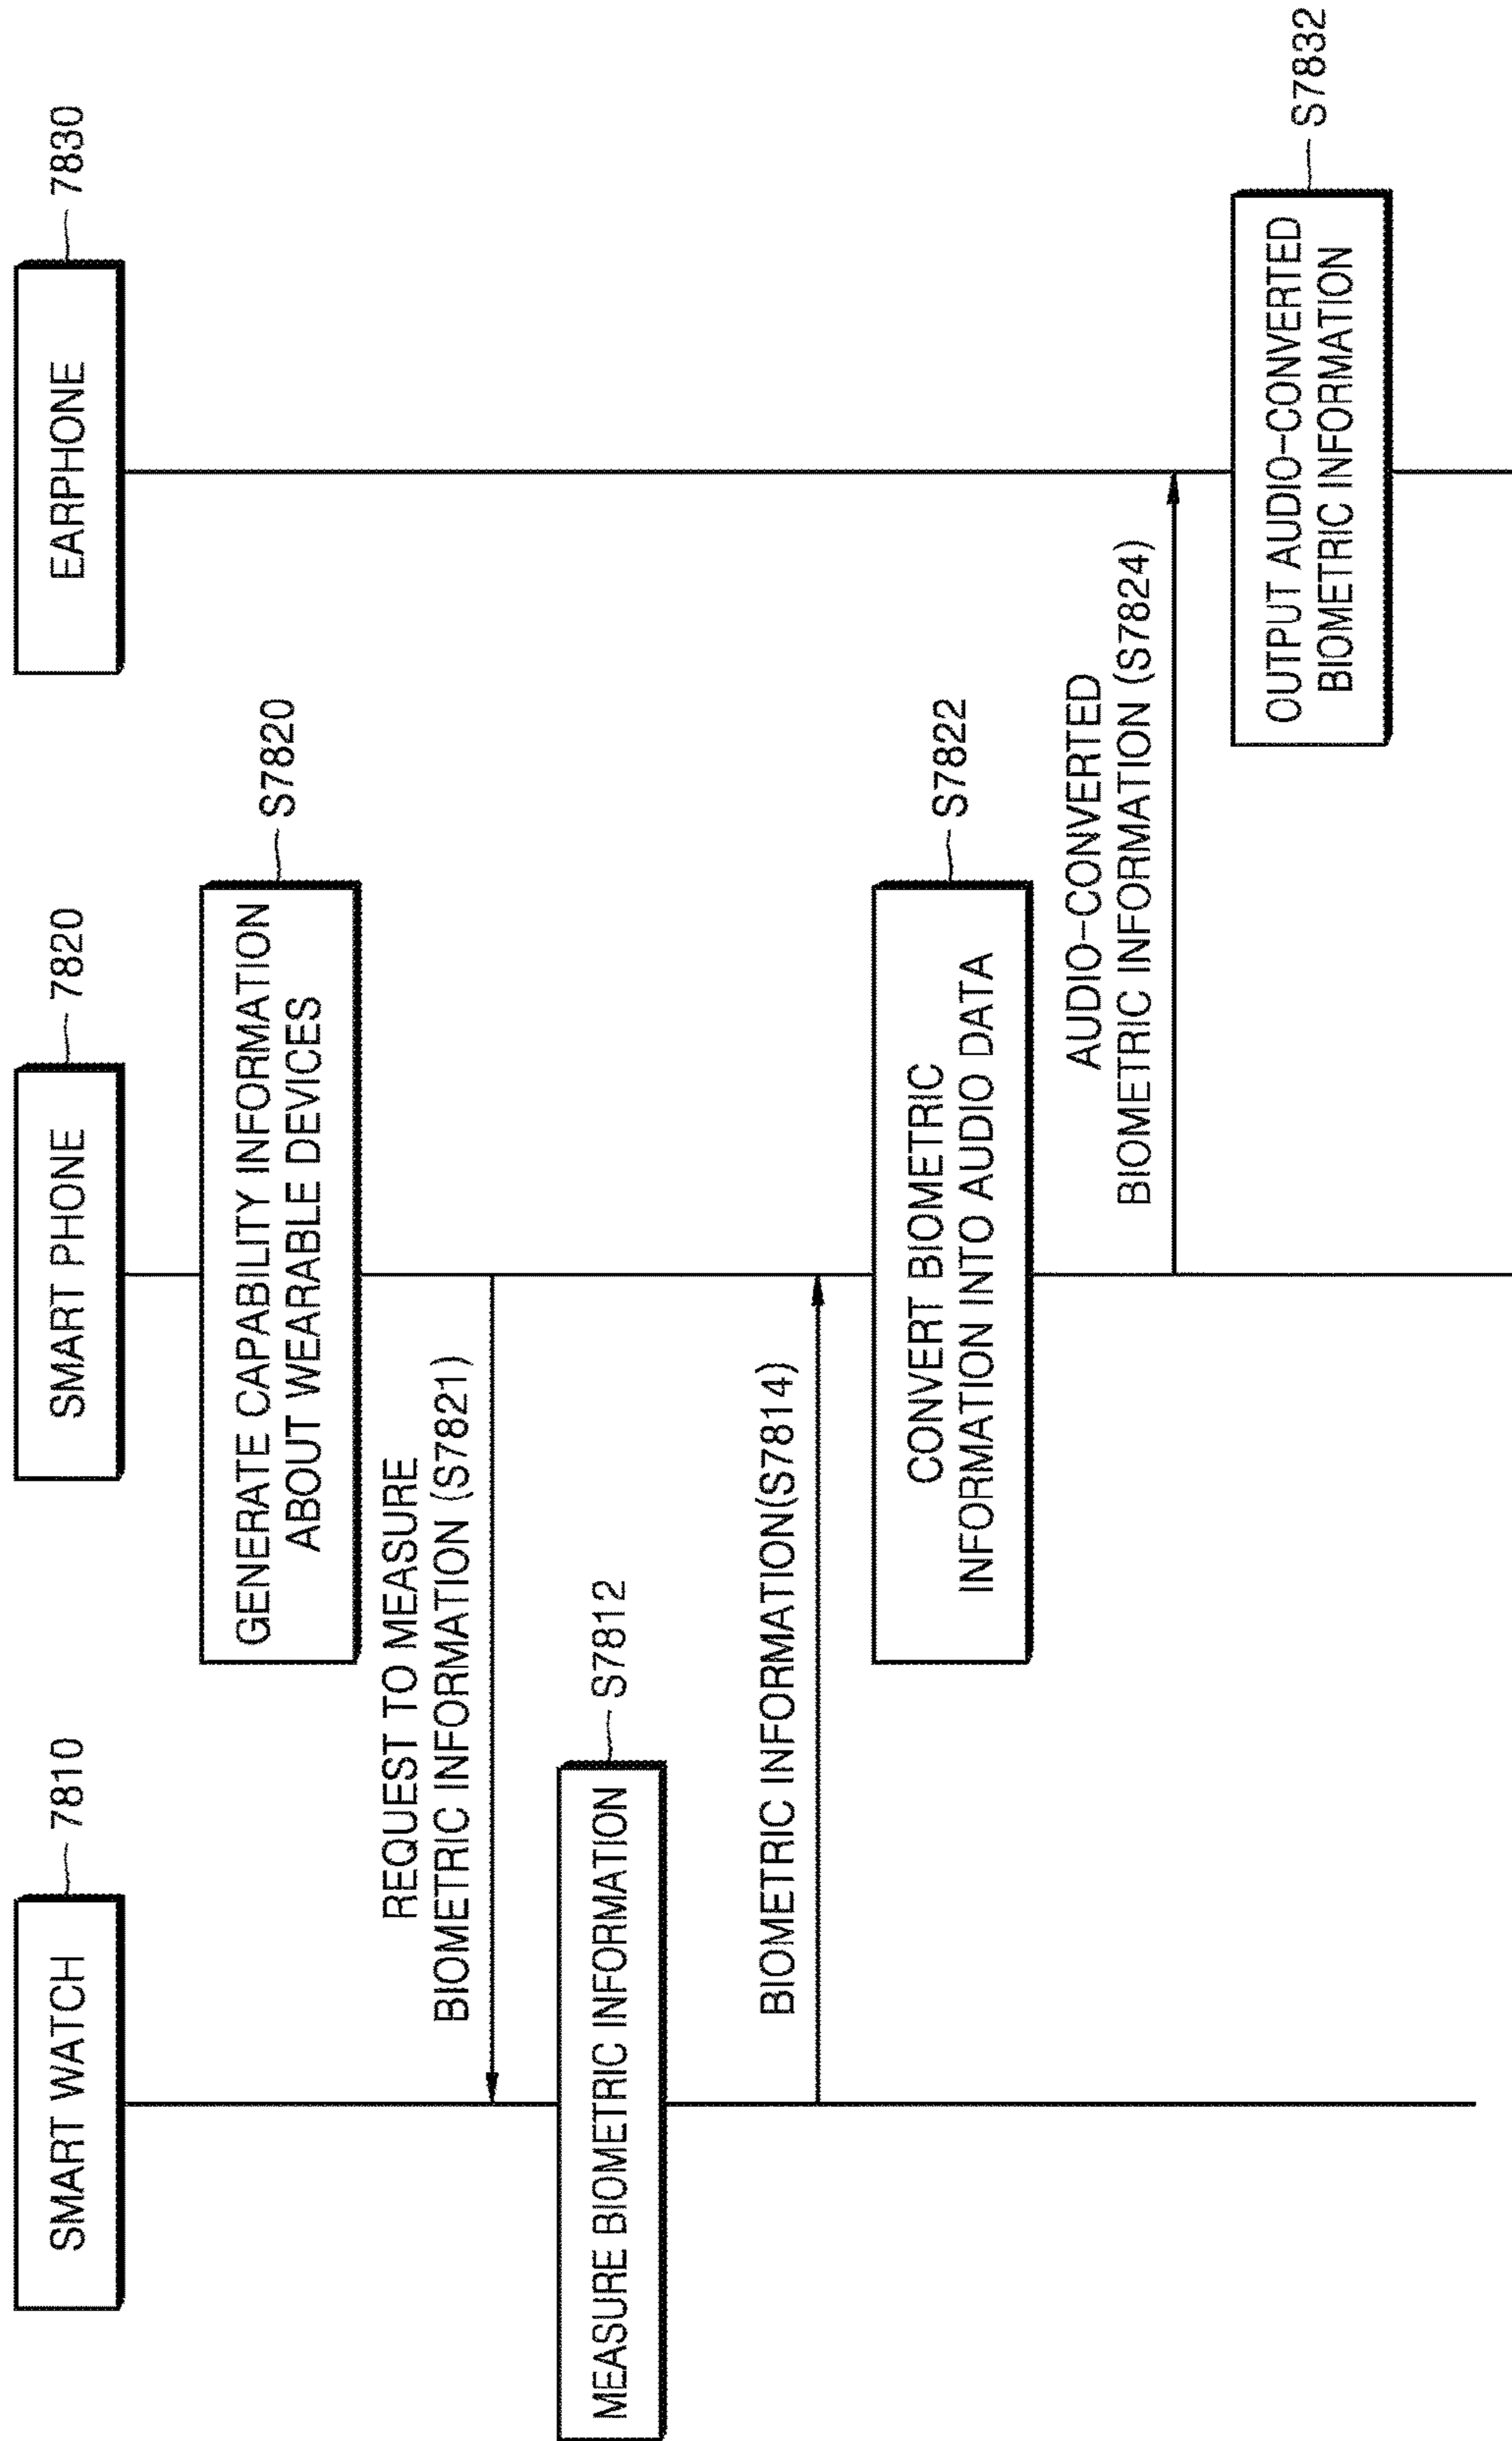 SMART WATCH
7810
SMART PHONE
7820
EARPHONE
7830
GENERATE CAPABILITY INFORMATION
ABOUT WEARABLE DEVICES
S7820
REQUEST TO MEASURE
BIOMETRIC INFORMATION (S7821)
MEASURE BIOMETRIC INFORMATION
S7812
BIOMETRIC INFORMATION(S7814)
CONVERT BIOMETRIC
INFORMATION INTO AUDIO DATA
S7822
AUDIO-CONVERTED
BIOMETRIC INFORMATION (S7824)
OUTPUT AUDIO-CONVERTED
BIOMETRIC INFORMATION
S7832